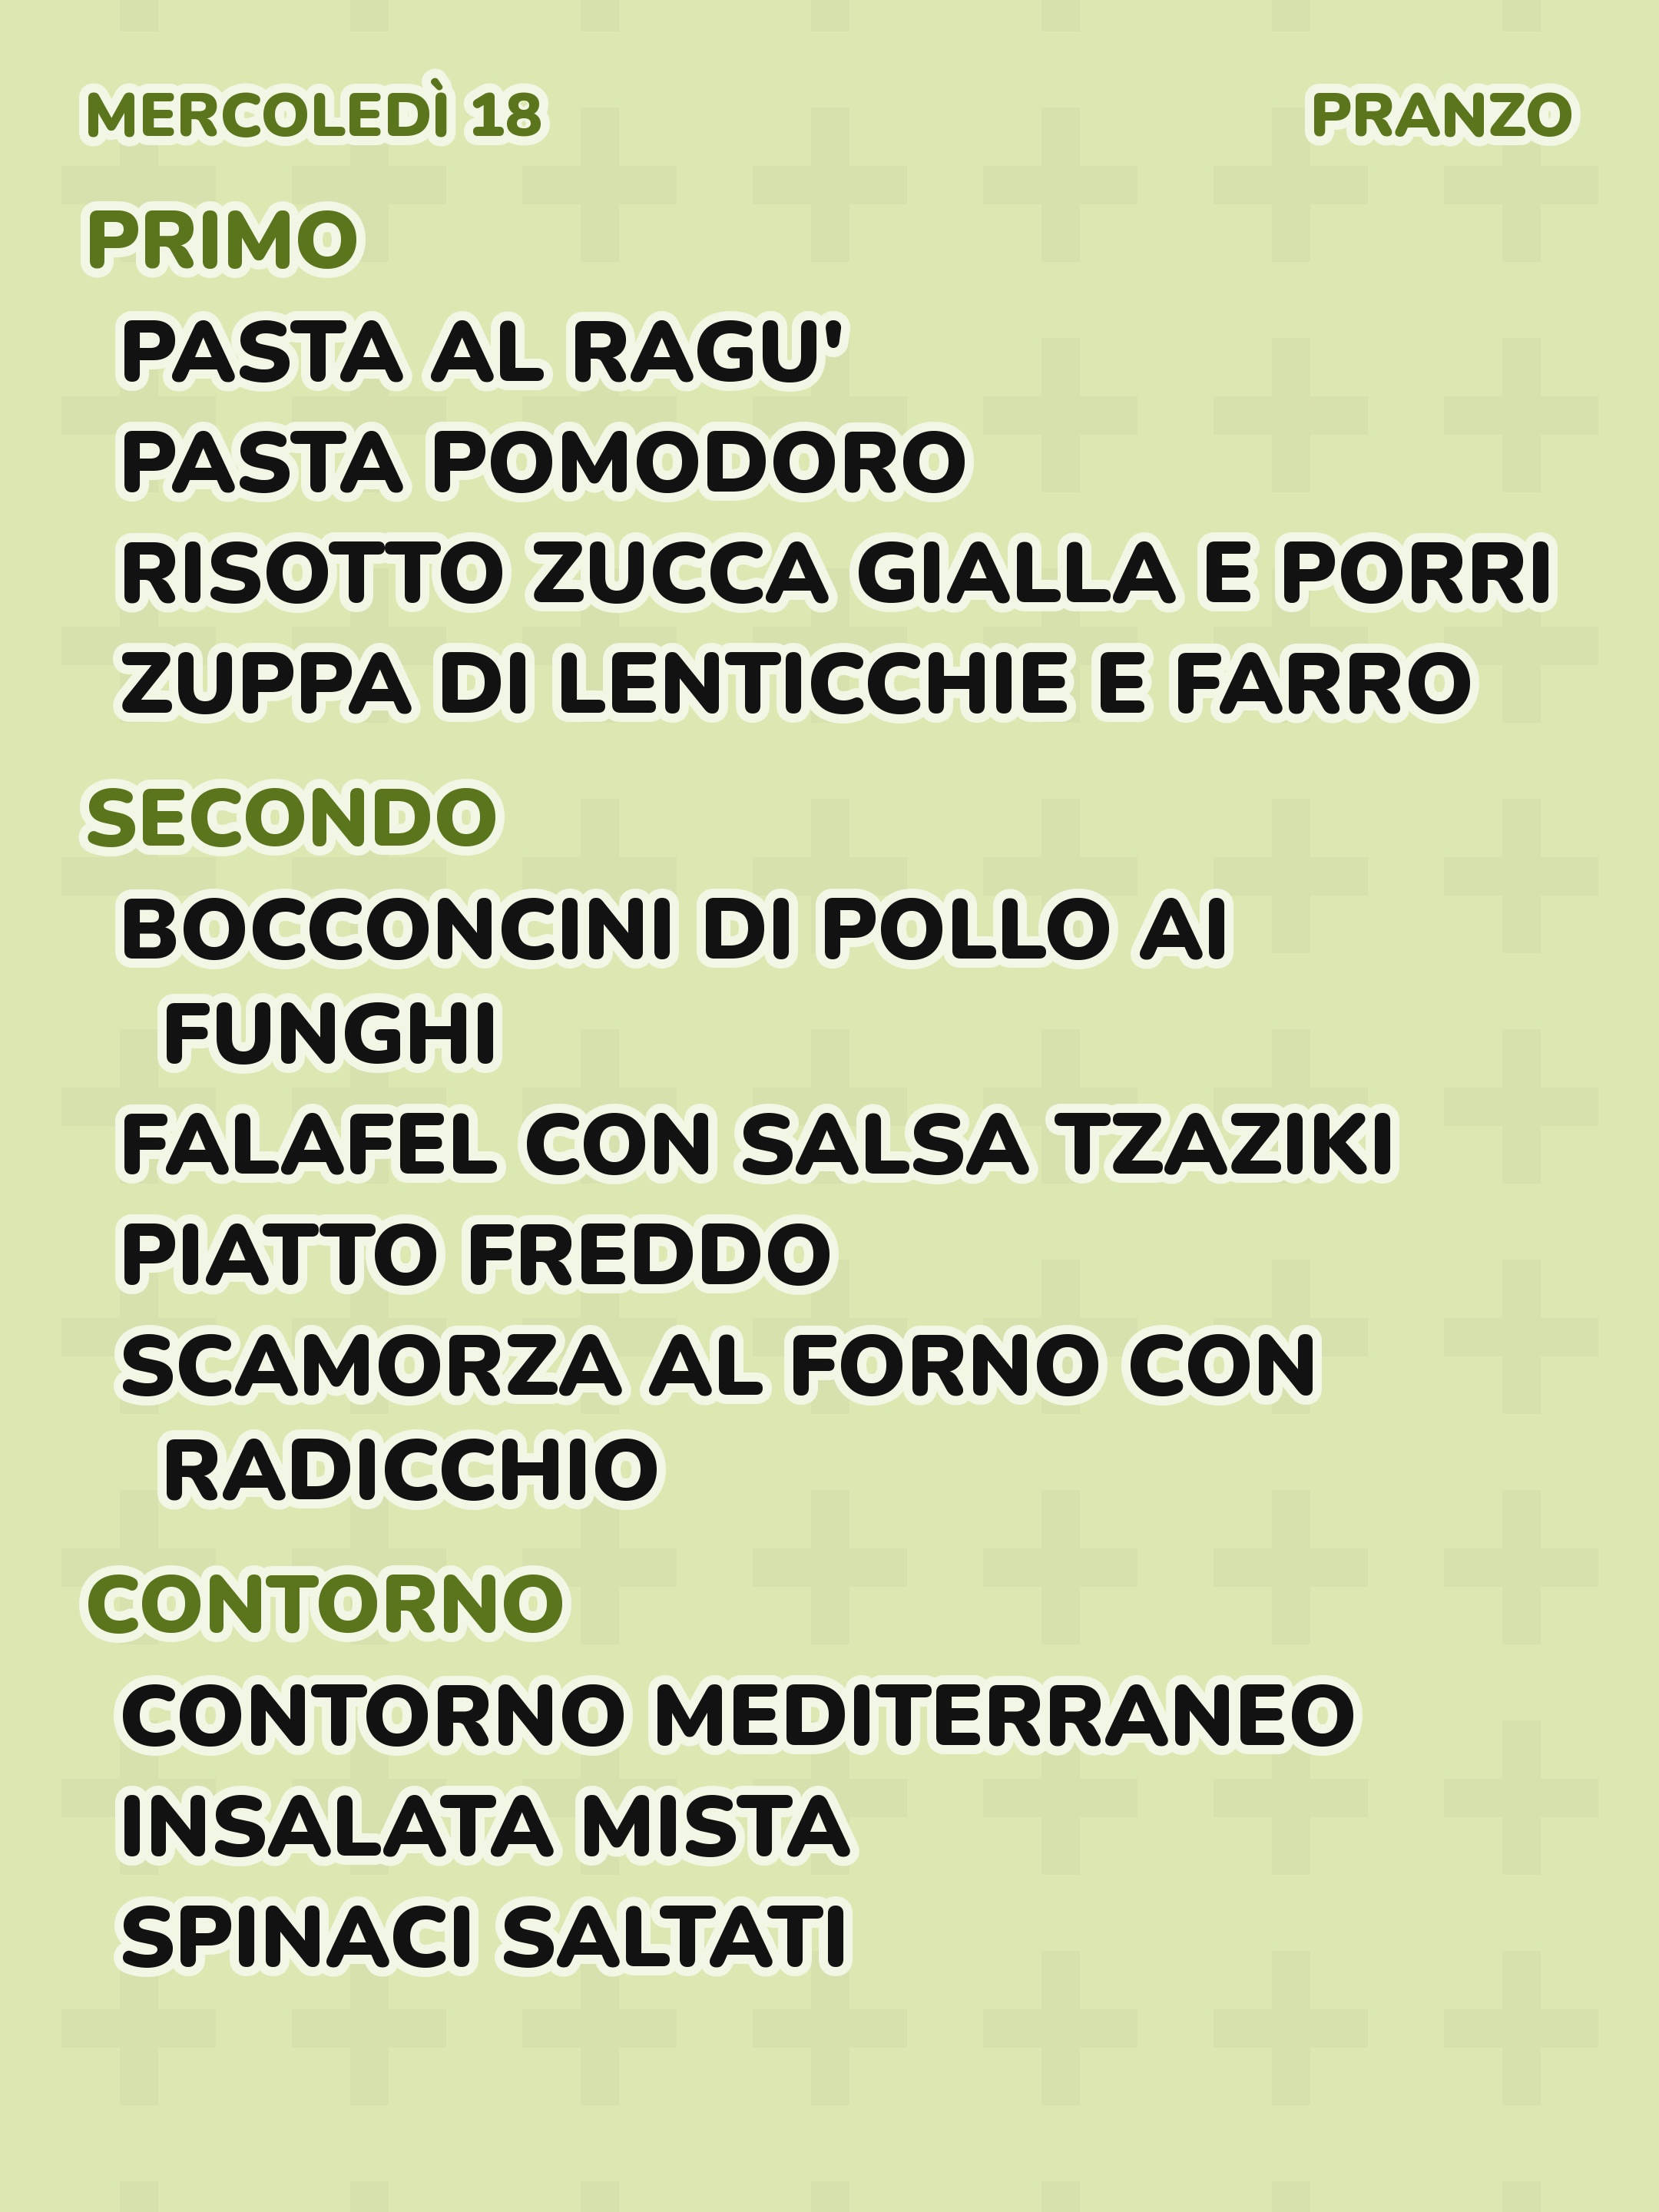 MERCOLEDÌ 18 PRANZO
PRIMO
PASTA AL RAGU'
PASTA POMODORO
RISOTTO ZUCCA GIALLA E PORRI
ZUPPA DI LENTICCHIE E FARRO
SECONDO
BOCCONCINI DI POLLO AI
FUNGHI
FALAFEL CON SALSA TZAZIKI
PIATTO FREDDO
SCAMORZA AL FORNO CON
RADICCHIO
CONTORNO
CONTORNO MEDITERRANEO
INSALATA MISTA
SPINACI SALTATI